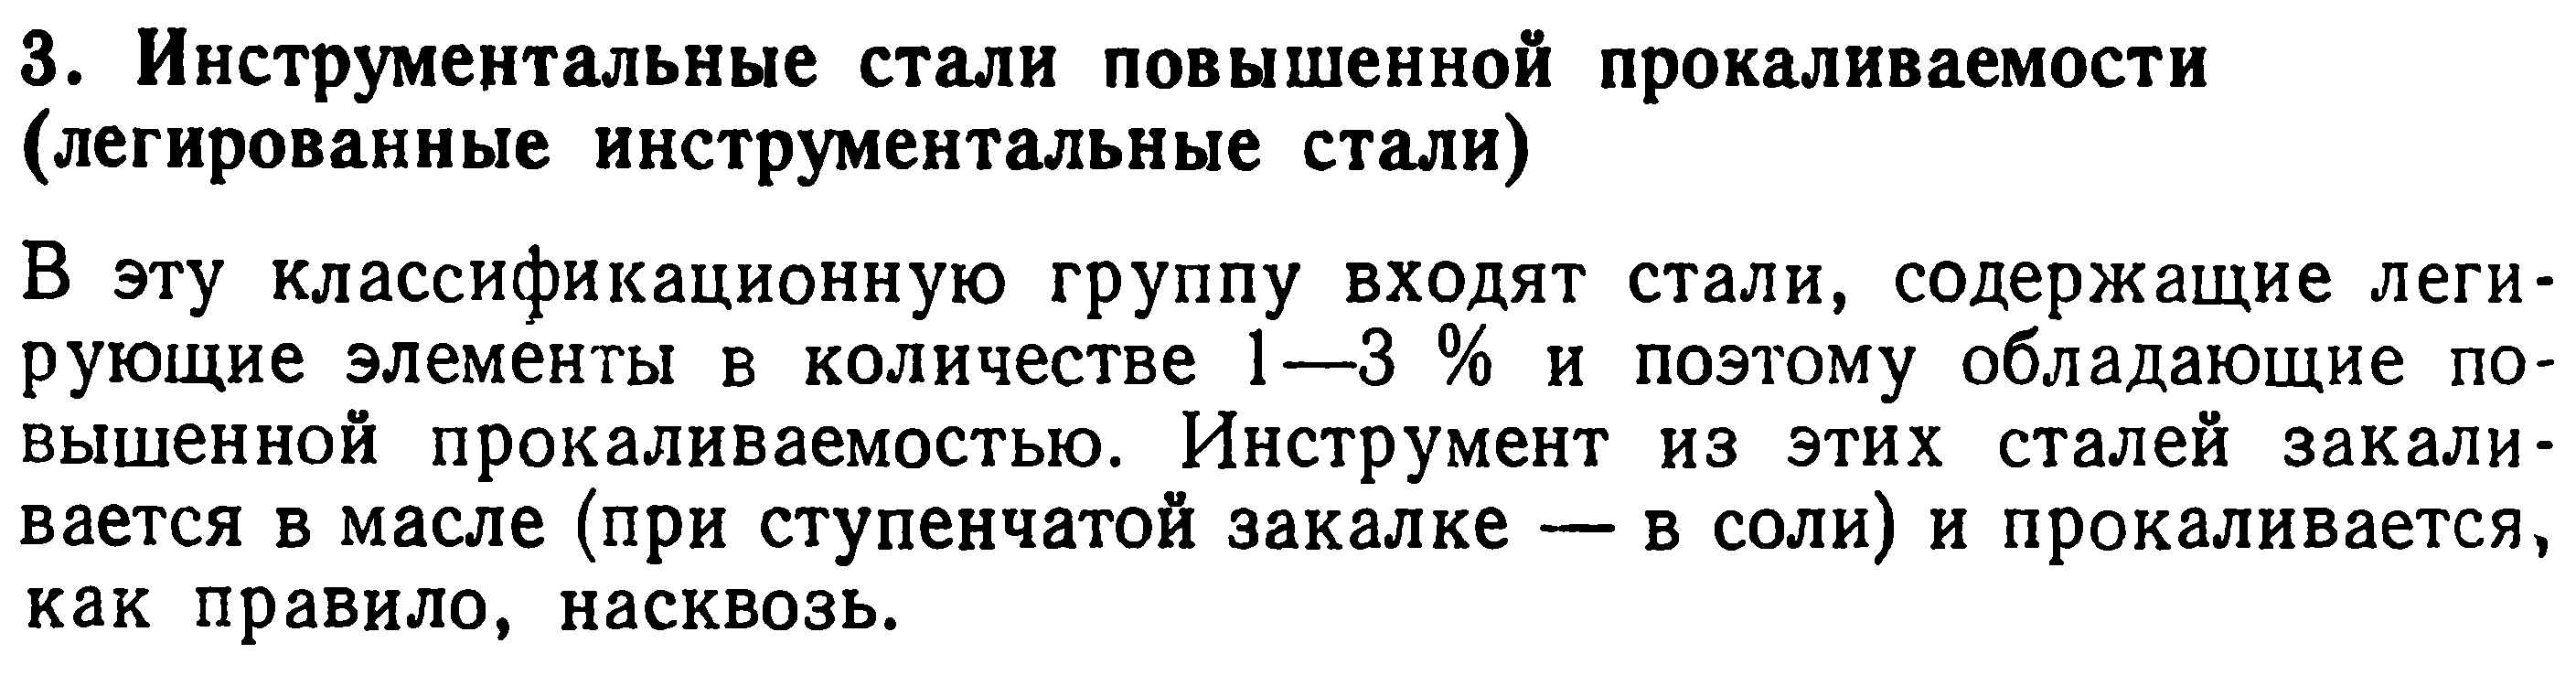 3. Инструментальные стали повышенной прокаливаемости
(легированные инструментальные стали)
В эту классификационную группу входят стали, содержащие леги-
рующие элементы в количестве 1—3 % и поэтому обладающие по-
вышенной прокаливаемостью. Инструмент из этих сталей закали-
вается в масле (при ступенчатой закалке — в соли) и прокаливается,
как правило, насквозь.